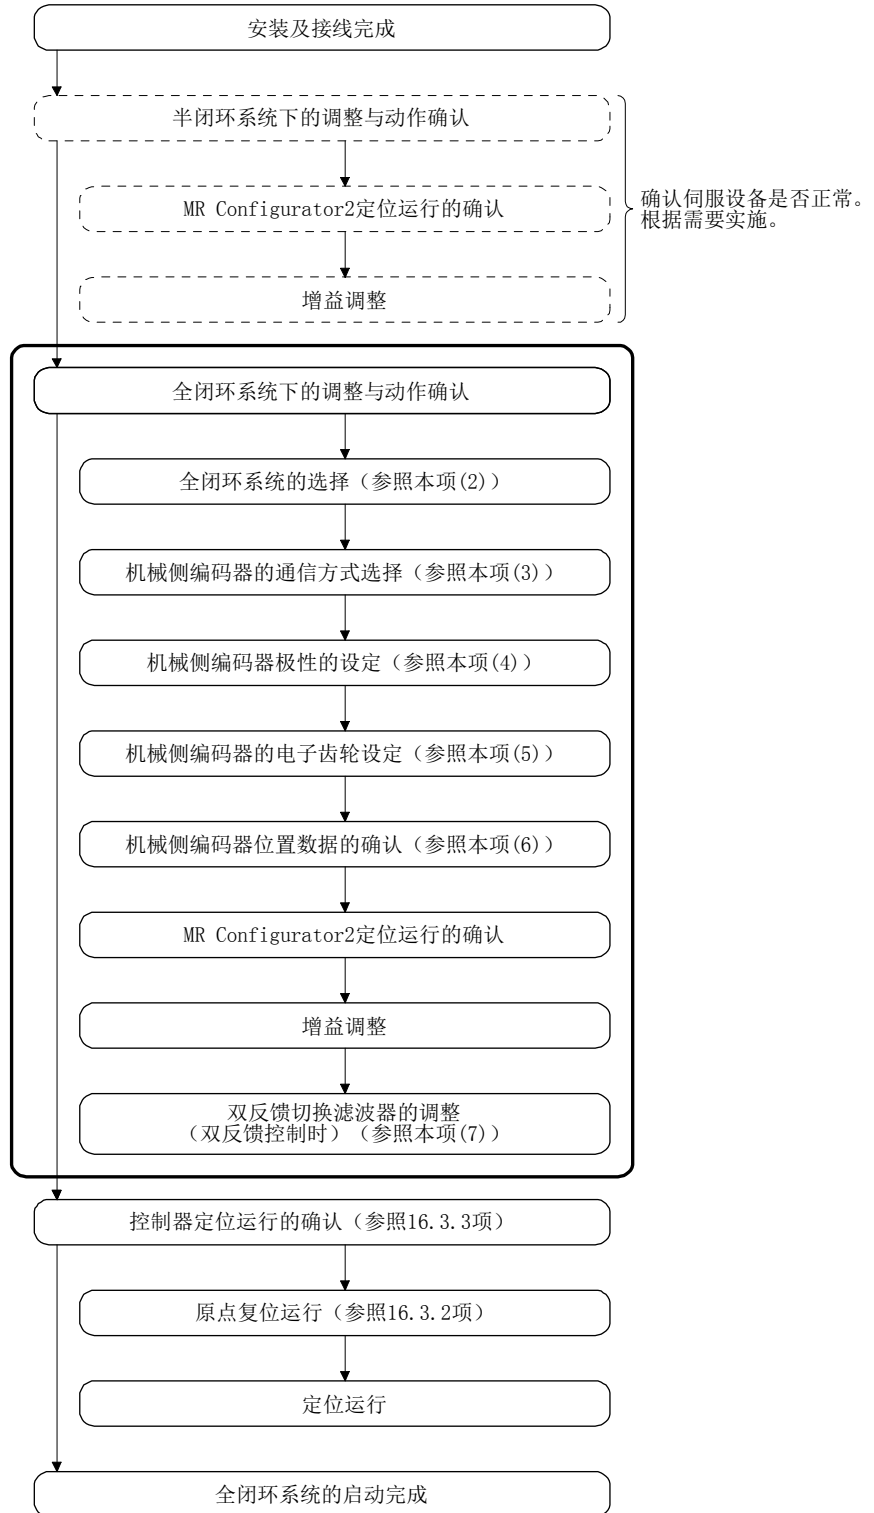 安装及接线完成
半闭环系统下的调整与动作确认
MR Configurator2定位运行的确认
确认伺服设备是否正常。
根据需要实施。
增益调整
全闭环系统下的调整与动作确认
全闭环系统的选择（参照本项(2)）
机械侧编码器的通信方式选择（参照本项(3)）
机械侧编码器极性的设定（参照本项(4)）
机械侧编码器的电子齿轮设定（参照本项(5)）
机械侧编码器位置数据的确认（参照本项(6)）
MR Configurator2定位运行的确认
增益调整
双反馈切换滤波器的调整
（双反馈控制时）（参照本项(7)）
控制器定位运行的确认（参照16.3.3项）
原点复位运行（参照16.3.2项）
定位运行
全闭环系统的启动完成